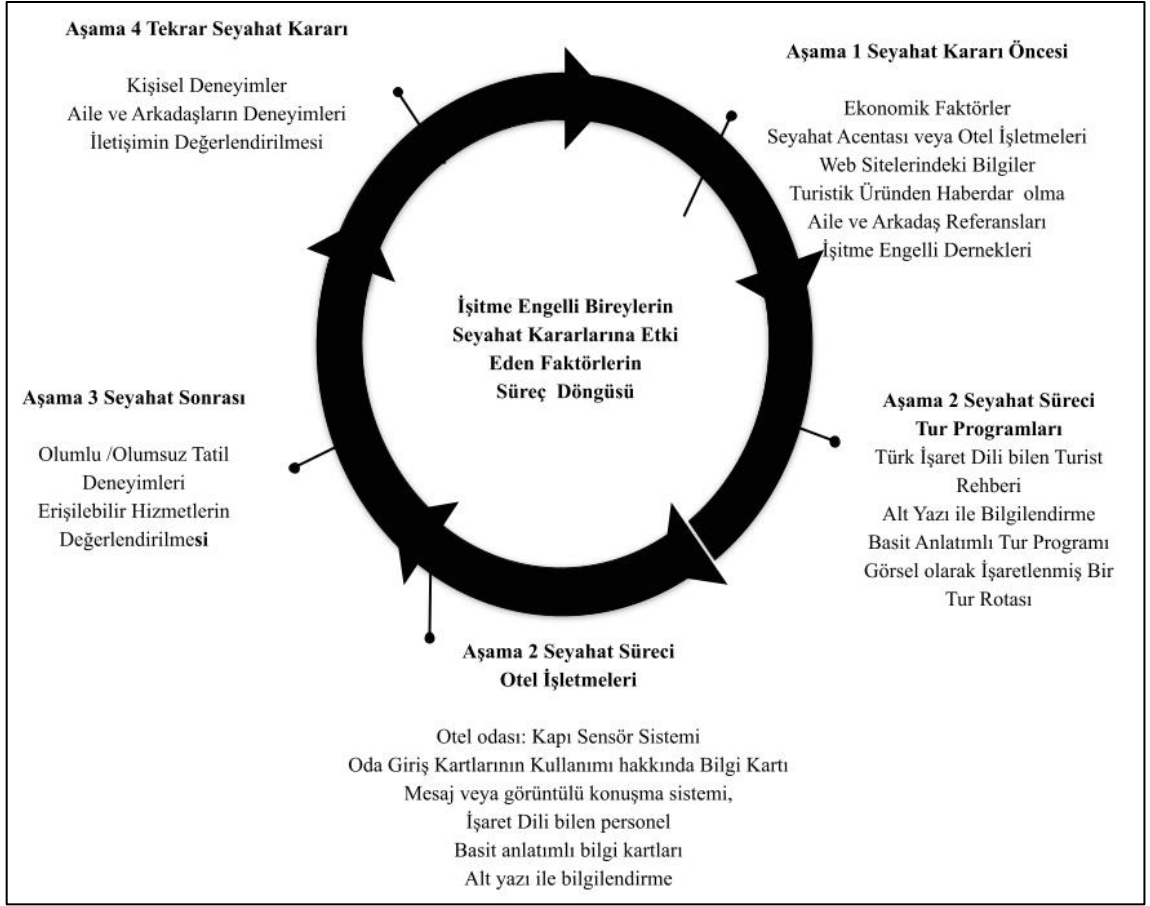 Aşama 4 Tekrar Seyahat Kararı
Kişisel Deneyimler
Aile ve Arkadaşların Deneyimleri
İletişimin Değerlendirilmesi
Aşama 1 Seyahat Kararı Öncesi
Ekonomik Faktörler
Seyahat Acentası veya Otel İşletmeleri
Web Sitelerindeki Bilgiler
Turistik Üründen Haberdar olma
Aile ve Arkadaş Referansları
İşitme Engelli Dernekleri
İşitme Engelli Bireylerin
Seyahat Kararlarına Etki
Eden Faktörlerin
Süreç Döngüsü
Aşama 3 Seyahat Sonrası
Olumlu /Olumsuz Tatil
Deneyimleri
Erişilebilir Hizmetlerin
Değerlendirilmesi
Aşama 2 Seyahat Süreci
Tur Programları
Türk İşaret Dili bilen Turist
Rehberi
Alt Yazı ile Bilgilendirme
Basit Anlatımlı Tur Programı
Görsel olarak İşaretlenmiş Bir
Tur Rotası
Aşama 2 Seyahat Süreci
Otel İşletmeleri
Otel odası: Kapı Sensör Sistemi
Oda Giriş Kartlarının Kullanımı hakkında Bilgi Kartı
Mesaj veya görüntülü konuşma sistemi,
İşaret Dili bilen personel
Basit anlatımlı bilgi kartları
Alt yazı ile bilgilendirme